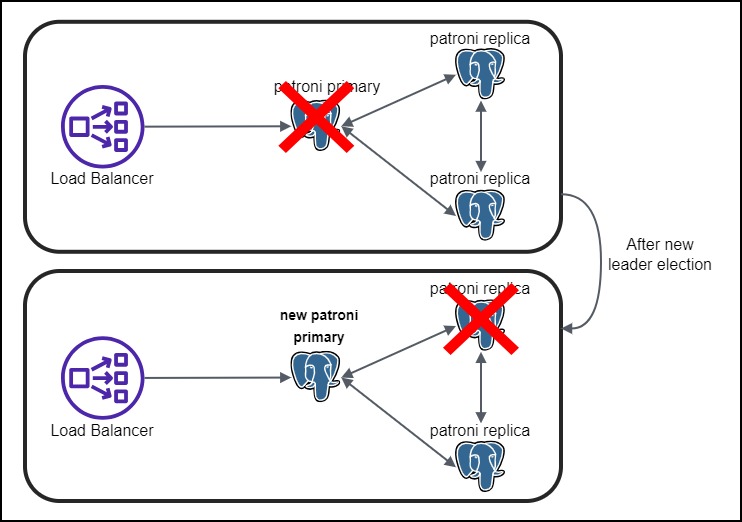 patroni replica
patroni primary
Load Balancer
patroni replica
After new
leader election
patroni replica
new patroni
primary
Load Balancer
patroni replica